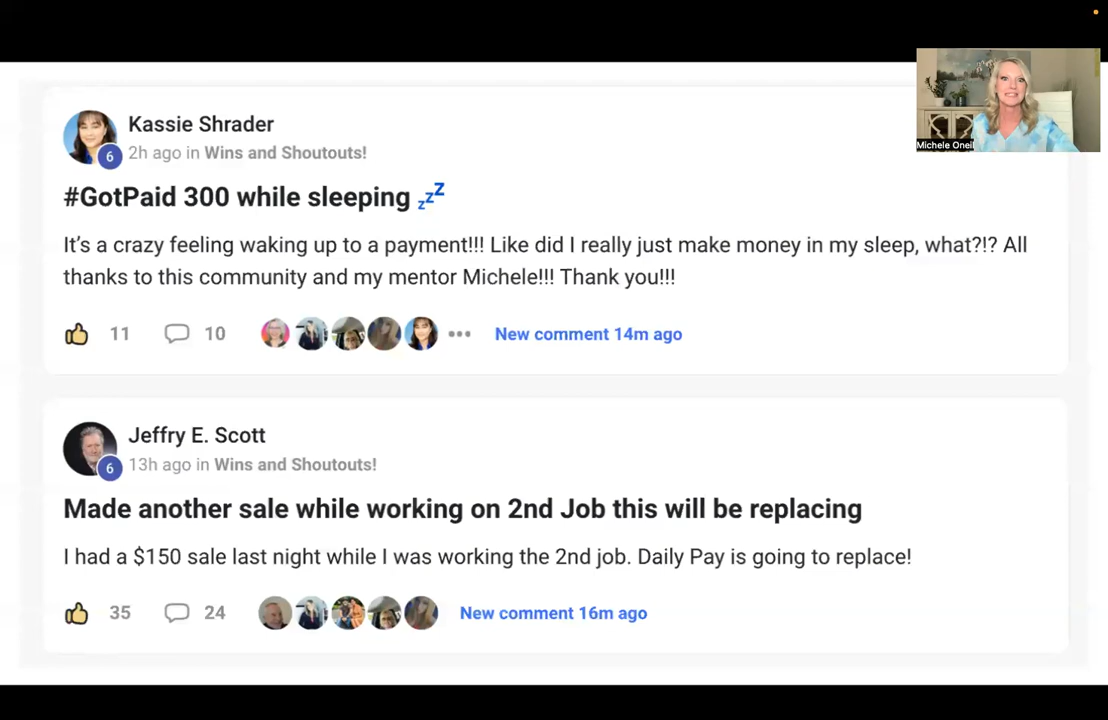 Kassie Shrader
6
2h ago in Wins and Shoutouts!
#GotPaid 300 while sleeping 💤
It's a crazy feeling waking up to a payment!!! Like did I really just make money in my sleep, what?!? All
thanks to this community and my mentor Michele!!! Thank you!!!
11 10 New comment 14m ago
Michele Oneil
Jeffry E. Scott
6
13h ago in Wins and Shoutouts!
Made another sale while working on 2nd Job this will be replacing
I had a $150 sale last night while I was working the 2nd job. Daily Pay is going to replace!
35 24 New comment 16m ago